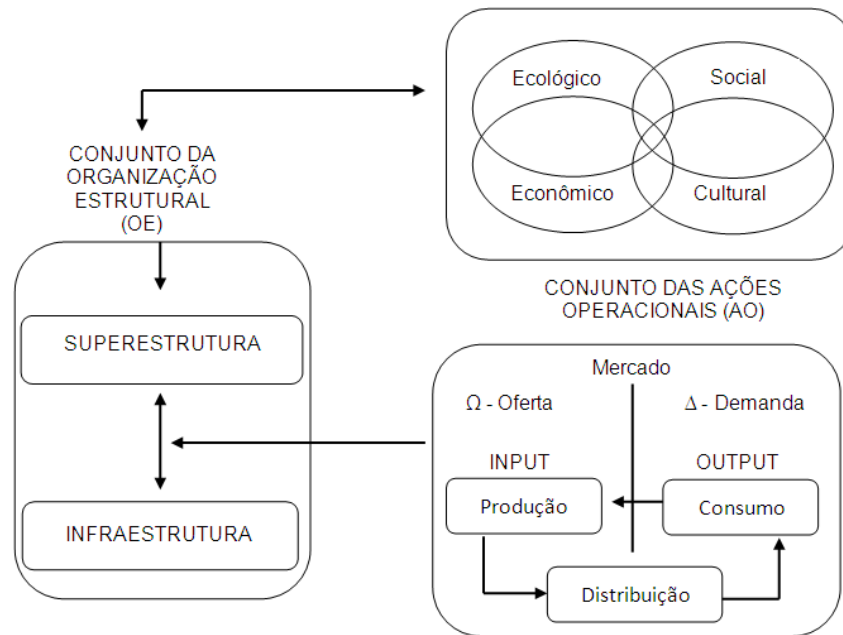 Ecológico
Social
Econômico
Cultural
CONJUNTO DA
ORGANIZAÇÃO
ESTRUTURAL
(OE)
SUPERESTRUTURA
INFRAESTRUTURA
CONJUNTO DAS AÇÕES
OPERACIONAIS (AO)
Mercado
Ω - Oferta
Δ - Demanda
INPUT
OUTPUT
Produção
Consumo
Distribuição